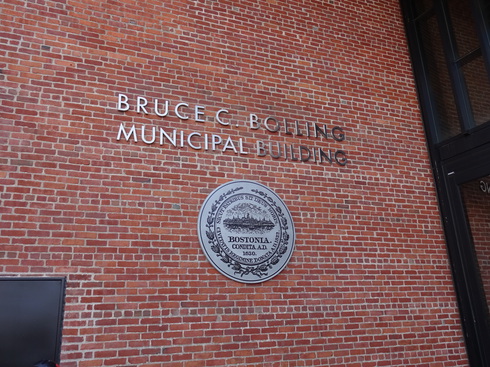 BRUCE C. BOLLING
MUNICIPAL BUILDING
BOSTONIA.
CONDITA A.D.
1630.